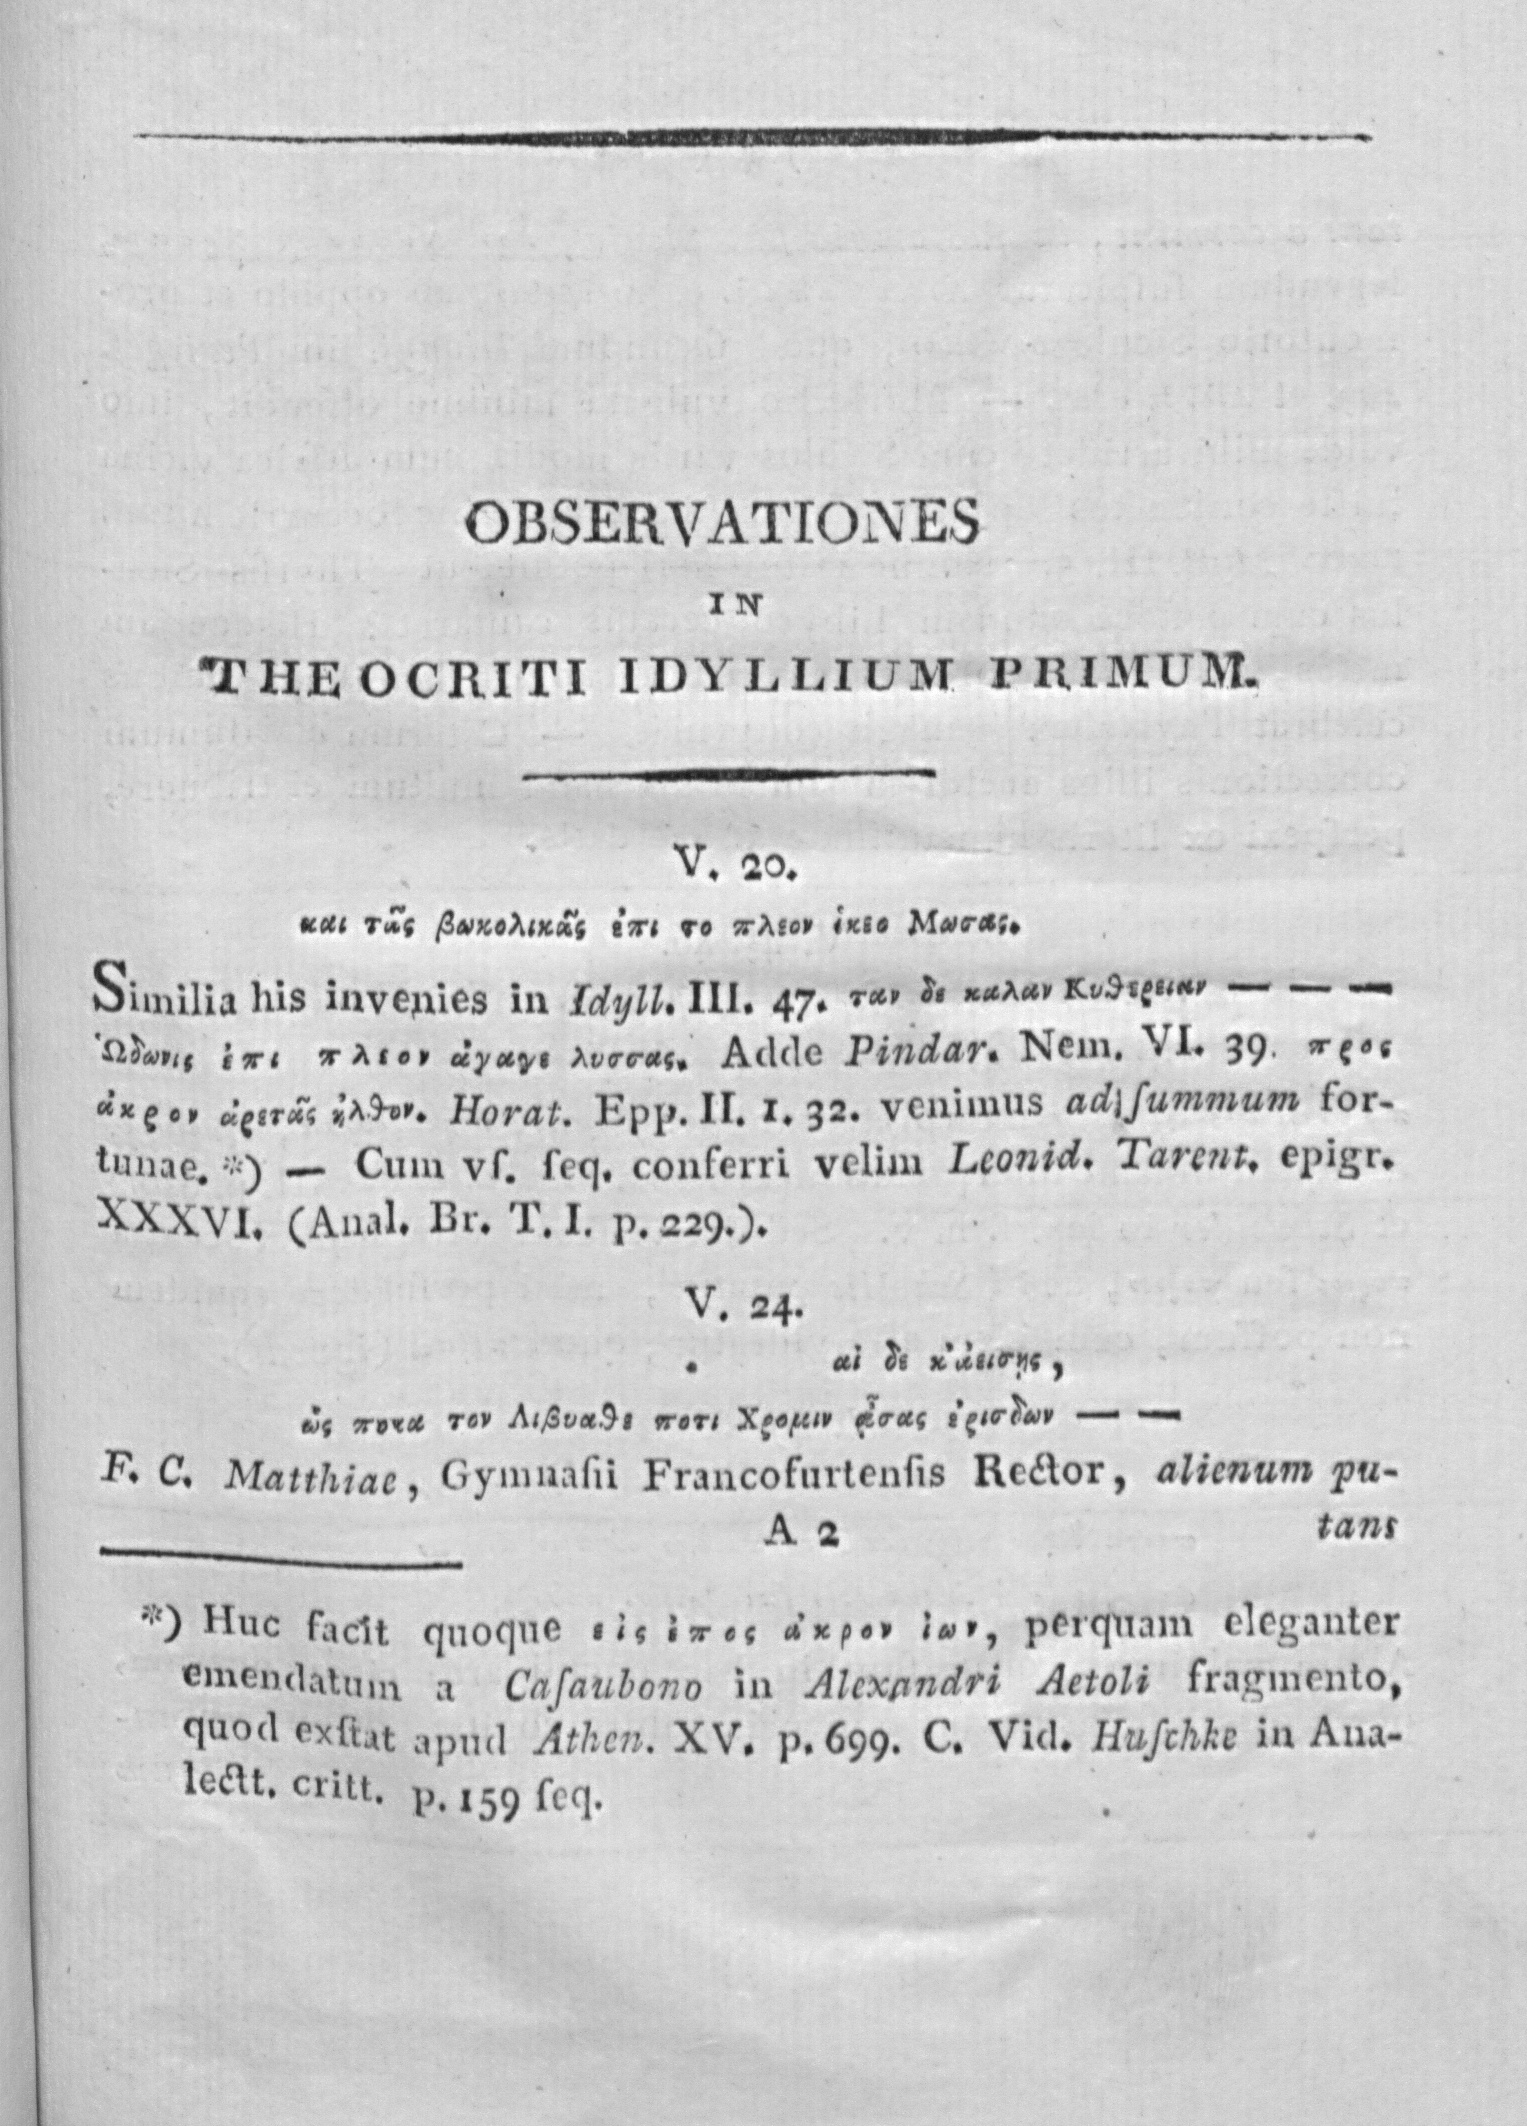 OBSERVATIONES
IN
THEOCRITI IDYLLIUM PRIMUM.
V. 20.
και τᾶς βωκολικᾶς ἐπι το πλεον ἱκεο Μωσας.
Similia his invenies in Idyll. III. 47. ταν δε καλαν Κυθερειαν — — —
Ὡδωνις ἐπι πλεον ἀγαγε λυσσας. Adde Pindar. Nem. VI. 39. προς
ἀκρον ἀρετᾶς ἠλθον. Horat. Epp. II. 1. 32. venimus ad ſummum for-
tunae. *) — Cum vſ. ſeq. conferri velim Leonid. Tarent. epigr.
XXXVI. (Anal. Br. T. I. p. 229.).
V. 24.
αἰ δε κ'ἀεισῃς,
ὡς ποκα τον Λιβυαθε ποτι Χρομιν ᾆσας ἐρισδων — —
F. C. Matthiae, Gymnaſii Francofurtenſis Rector, alienum pu-
A 2 tans
*) Huc facit quoque εἰς ἐπος ἀκρον ἰων, perquam eleganter
emendatum a Caſaubono in Alexandri Aetoli fragmento,
quod exſtat apud Athen. XV. p. 699. C. Vid. Huſchke in Ana-
lectt. critt. p. 159 ſeq.